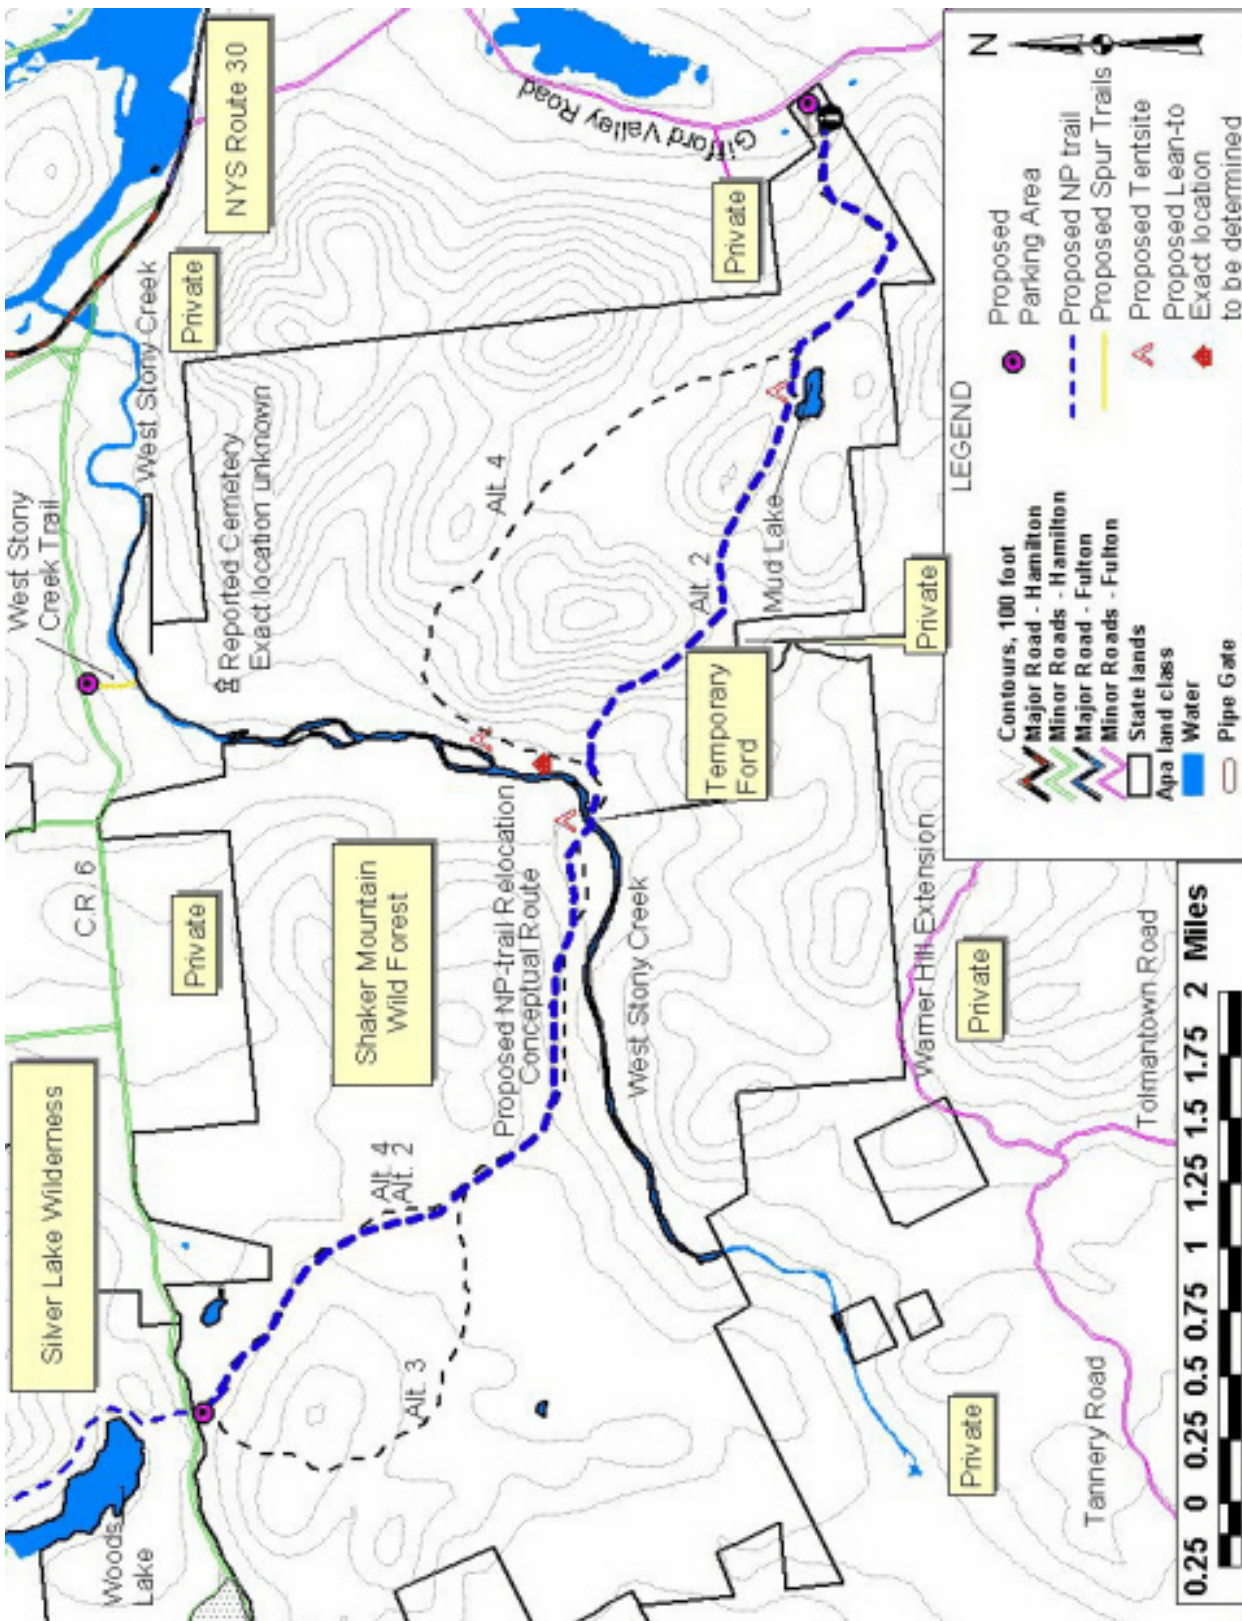 Silver Lake Wilderness
Woods
Lake
CR 6
Private
West Stony
Creek Trail
West Stony Creek
Private
NYS Route 30
Reported Cemetery
Exact location unknown
Shaker Mountain
Wild Forest
Alt. 3
Alt. 4
Alt. 2
Proposed NP-trail Relocation
Conceptual Route
Alt. 4
Gifford Valley Road
Private
West Stony Creek
Temporary
Ford
Alt. 2
Mud Lake
Private
Warner Hill Extension
Private
Private
Tannery Road
Tolmantown Road
0.25 0 0.25 0.5 0.75 1 1.25 1.5 1.75 2 Miles
LEGEND
N
Contours, 100 foot
Major Road - Hamilton
Minor Roads - Hamilton
Major Road - Fulton
Minor Roads - Fulton
State lands
Apa land class
Water
Pipe Gate
Proposed
Parking Area
Proposed NP trail
Proposed Spur Trails
Proposed Tentsite
Proposed Lean-to
Exact location
to be determined